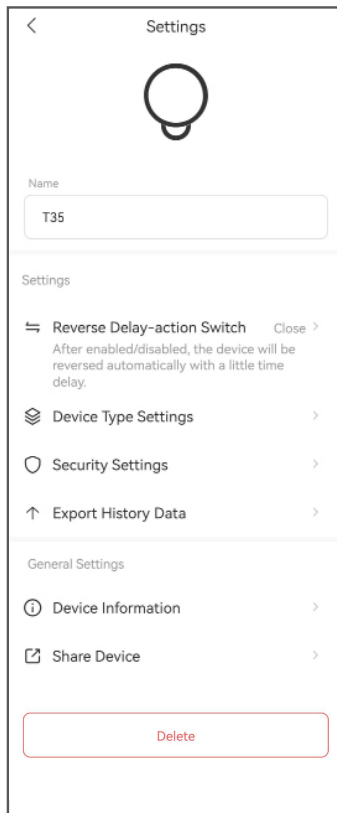 Settings
Name
T35
Settings
Reverse Delay-action Switch Close
After enabled/disabled, the device will be
reversed automatically with a little time
delay.
Device Type Settings
Security Settings
Export History Data
General Settings
Device Information
Share Device
Delete